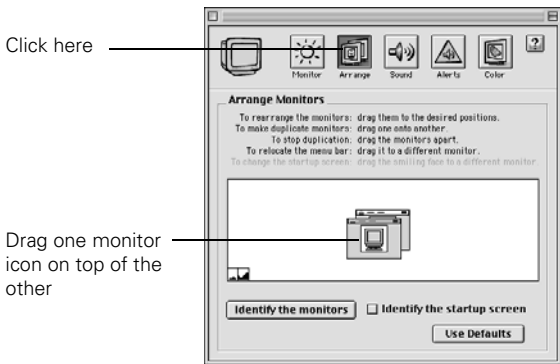 Click here
?
Monitor Arrange Sound Alerts Color
Arrange Monitors
To rearrange the monitors: drag them to the desired positions.
To make duplicate monitors: drag one onto another.
To stop duplication: drag the monitors apart.
To relocate the menu bar: drag it to a different monitor.
To change the startup screen: drag the smiling face to a different monitor
Drag one monitor
icon on top of the
other
Identify the monitors Identify the startup screen
Use Defaults